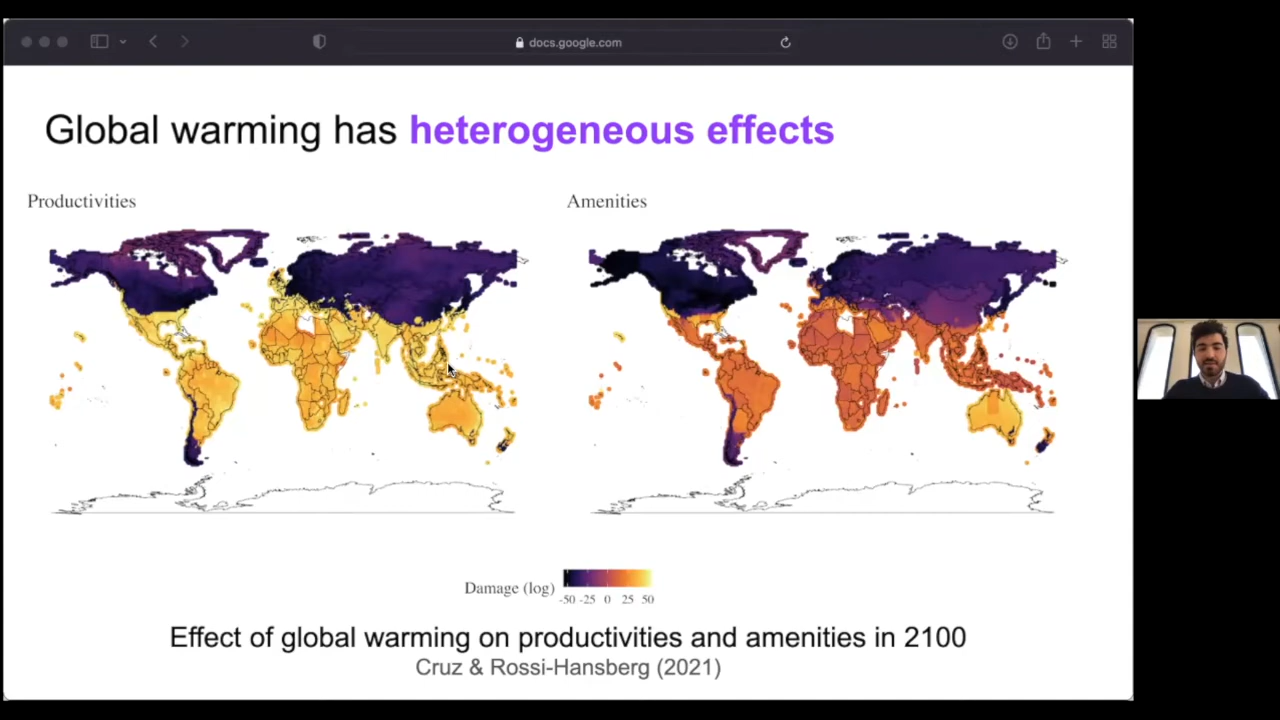 docs.google.com
Global warming has heterogeneous effects
Productivities
Amenities
Damage (log)
-50 -25 0 25 50
Effect of global warming on productivities and amenities in 2100
Cruz & Rossi-Hansberg (2021)